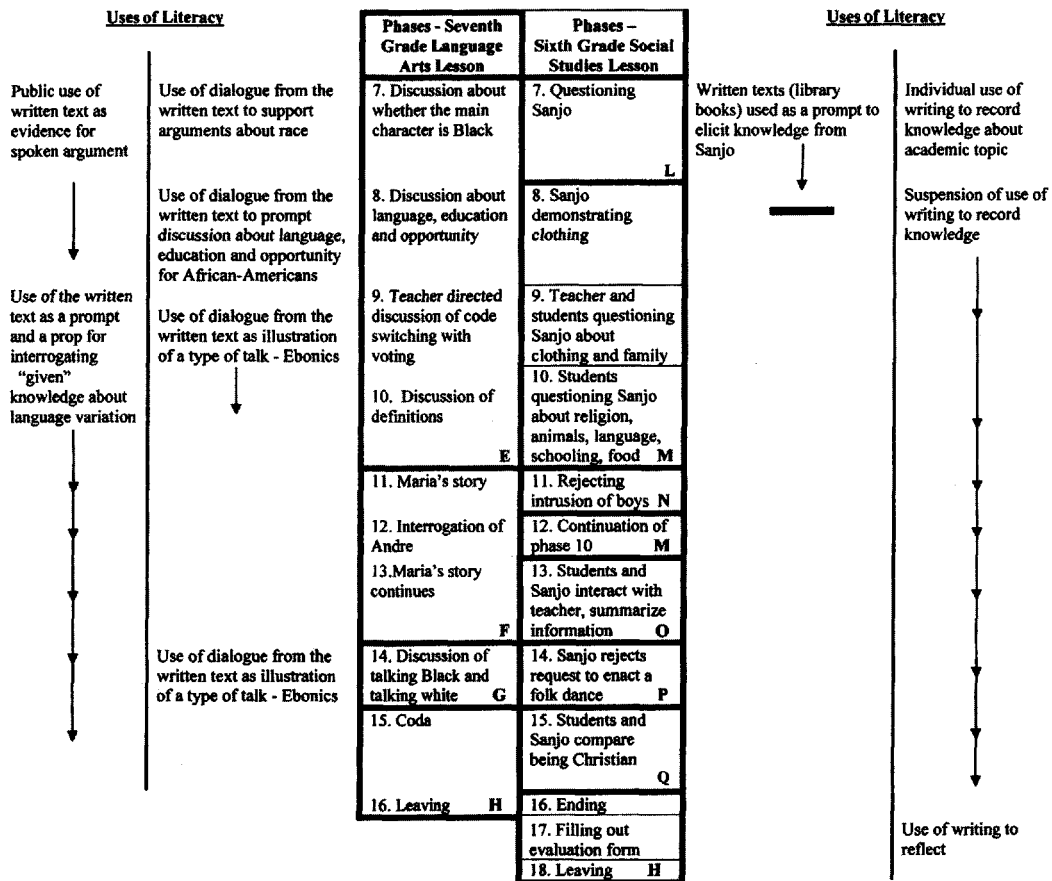 Uses of Literacy
Public use of
written text as
evidence for
spoken argument
Use of the written
text as a prompt
and a prop for
interrogating
"given"
knowledge about
language variation
Use of dialogue from the
written text to support
arguments about race
Use of dialogue from the
written text to prompt
discussion about language,
education and opportunity
for African-Americans
Use of dialogue from the
written text as illustration
of a type of talk - Ebonics
Use of dialogue from the
written text as illustration
of a type of talk - Ebonics
Phases - Seventh
Grade Language
Arts Lesson
7. Discussion about
whether the main
character is Black
8. Discussion about
language, education
and opportunity
9. Teacher directed
discussion of code
switching with
voting
10. Discussion of
definitions
E
11. Maria's story
12. Interrogation of
Andre
13.Maria's story
continues
F
14. Discussion of
talking Black and
talking white G
15. Coda
16. Leaving H
Phases –
Sixth Grade Social
Studies Lesson
7. Questioning
Sanjo
L
8. Sanjo
demonstrating
clothing
9. Teacher and
students questioning
Sanjo about
clothing and family
10. Students
questioning Sanjo
about religion,
animals, language,
schooling, food M
11. Rejecting
intrusion of boys N
12. Continuation of
phase 10 M
13. Students and
Sanjo interact with
teacher, summarize
information O
14. Sanjo rejects
request to enact a
folk dance P
15. Students and
Sanjo compare
being Christian
Q
16. Ending
17. Filling out
evaluation form
18. Leaving H
Uses of Literacy
Written texts (library
books) used as a prompt to
elicit knowledge from
Sanjo
Individual use of
writing to record
knowledge about
academic topic
Suspension of use of
writing to record
knowledge
Use of writing to
reflect